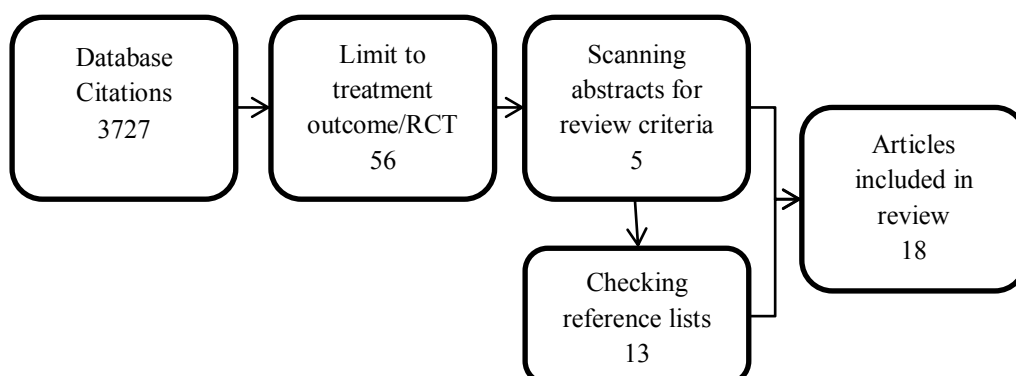 Database
Citations
3727
Limit to
treatment
outcome/RCT
56
Scanning
abstracts for
review criteria
5
Checking
reference lists
13
Articles
included in
review
18